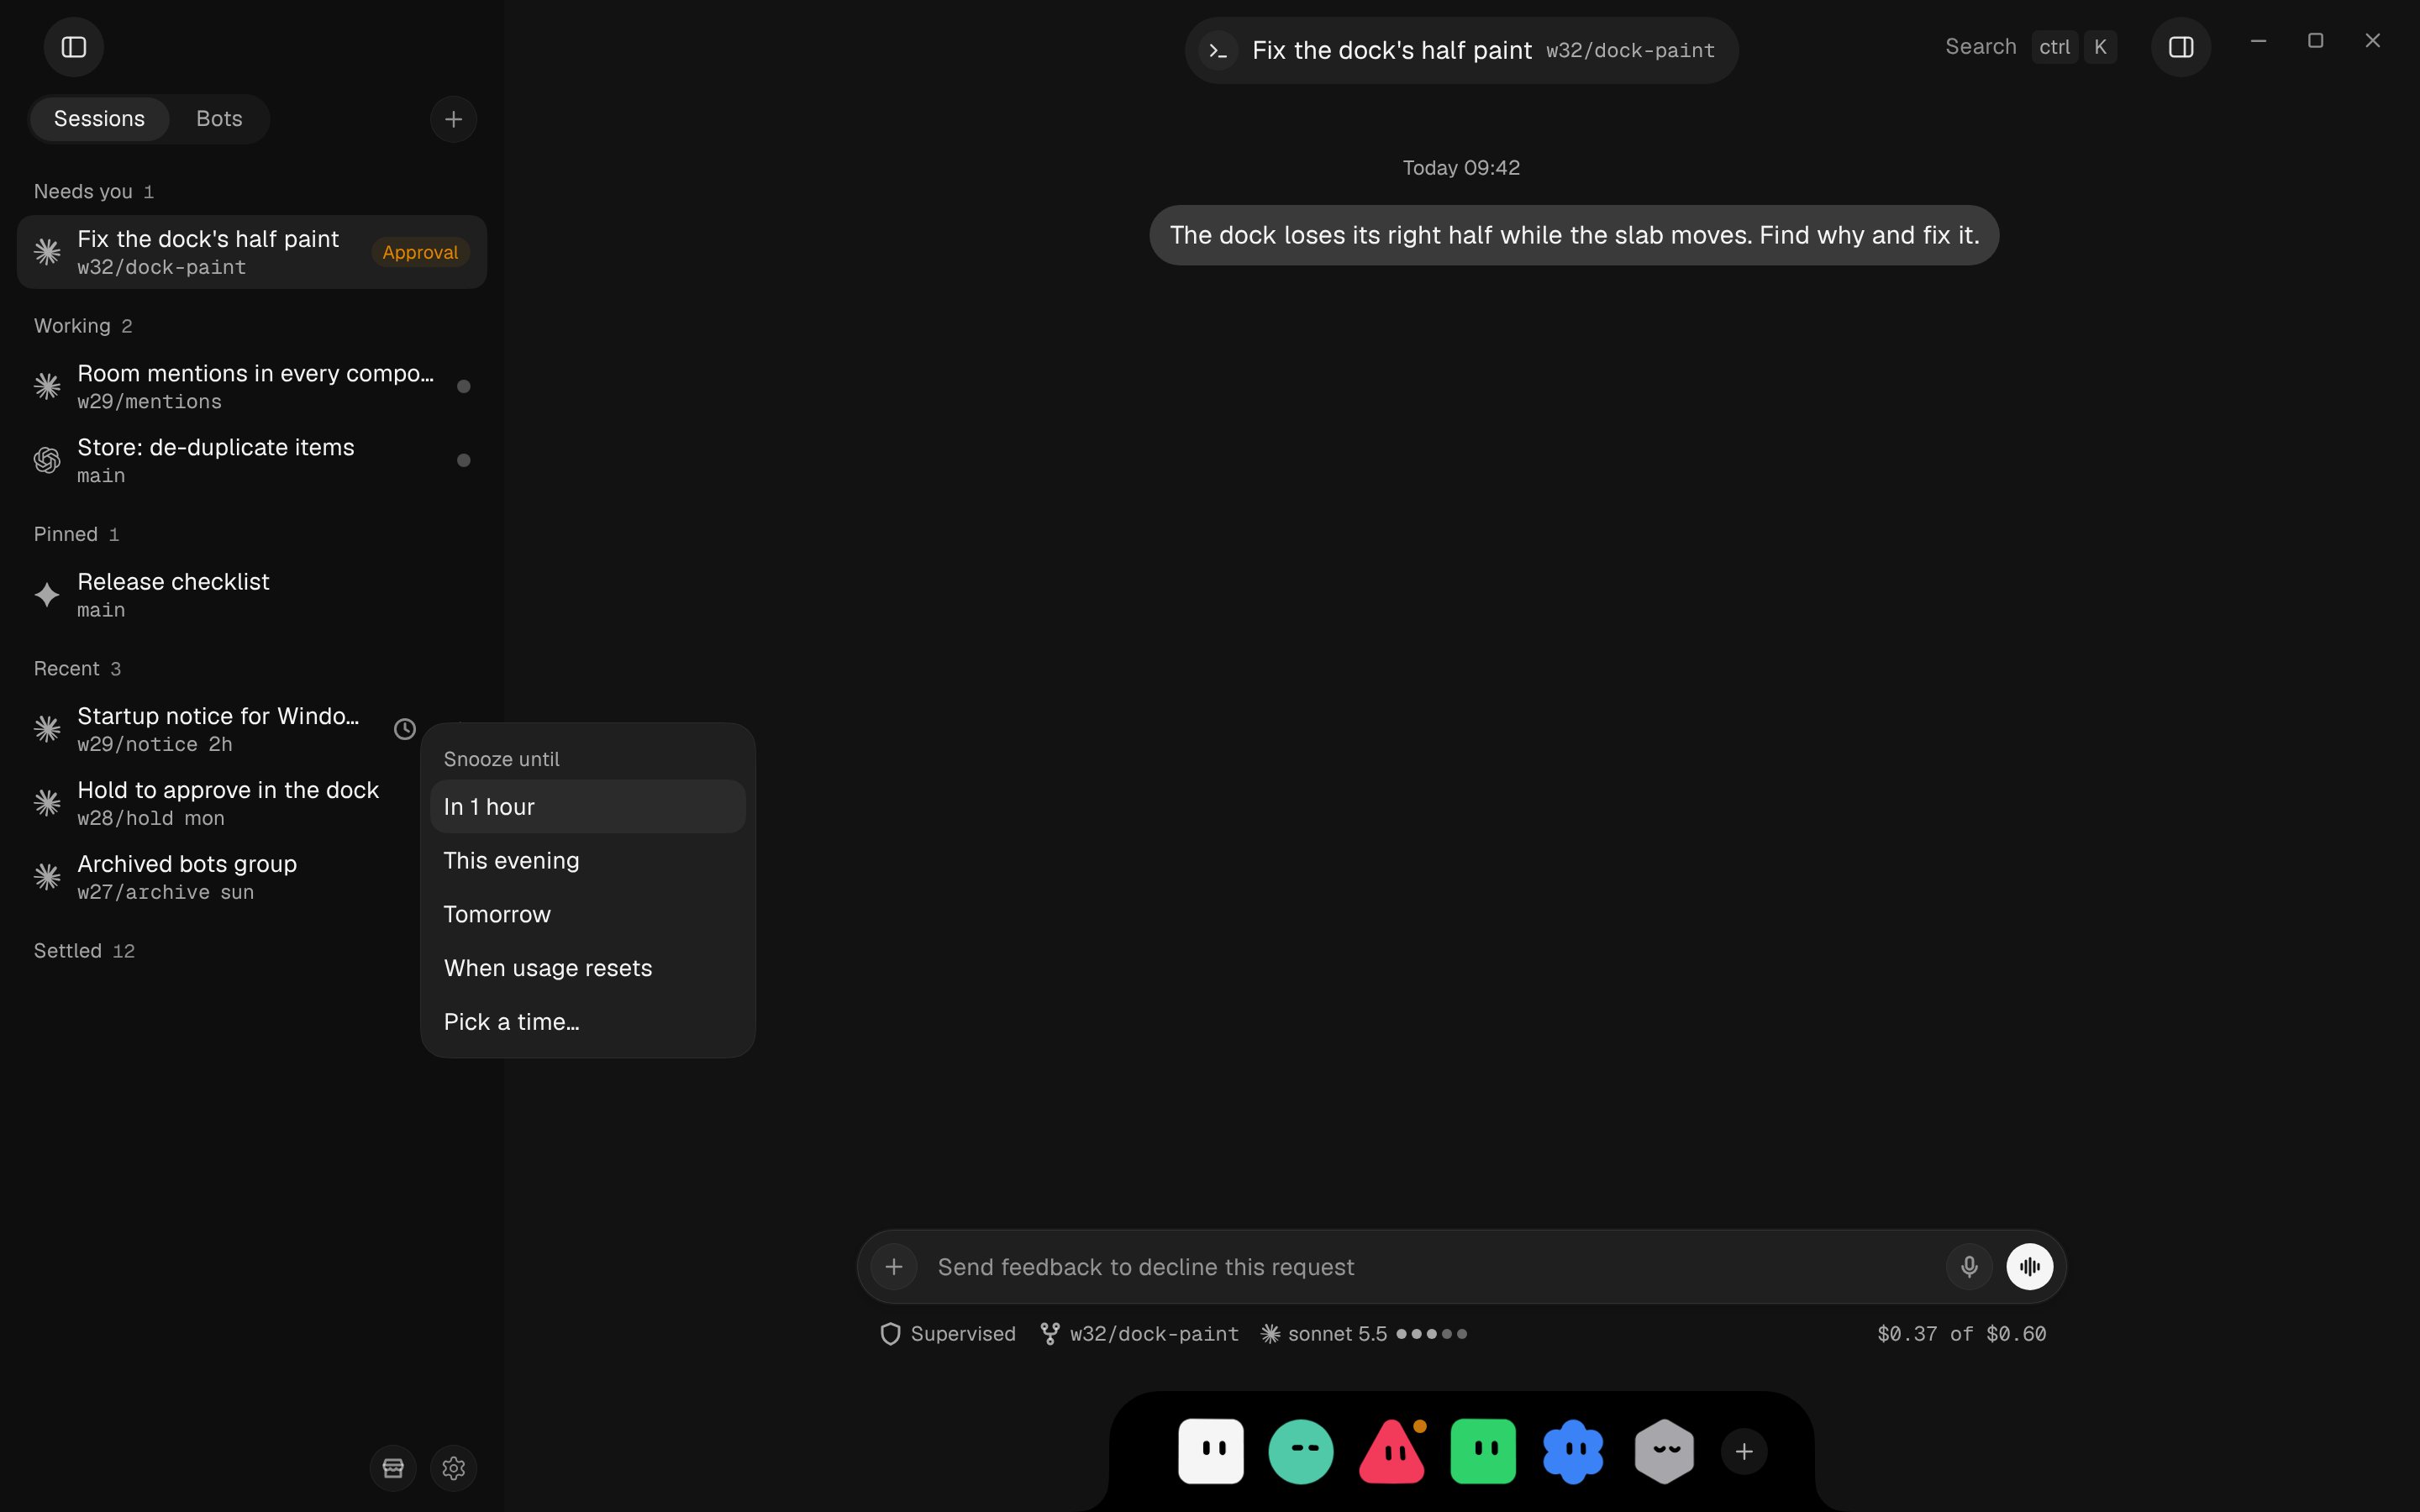 Fix the dock's half paint w32/dock-paint
Search ctrl K
Sessions Bots
Needs you 1
Fix the dock's half paint
w32/dock-paint
Approval
Working 2
Room mentions in every compo…
w29/mentions
Store: de-duplicate items
main
Pinned 1
Release checklist
main
Recent 3
Startup notice for Windo…
w29/notice 2h
Hold to approve in the dock
w28/hold mon
Archived bots group
w27/archive sun
Settled 12
Snooze until
In 1 hour
This evening
Tomorrow
When usage resets
Pick a time…
Today 09:42
The dock loses its right half while the slab moves. Find why and fix it.
Send feedback to decline this request
Supervised w32/dock-paint sonnet 5.5 $0.37 of $0.60